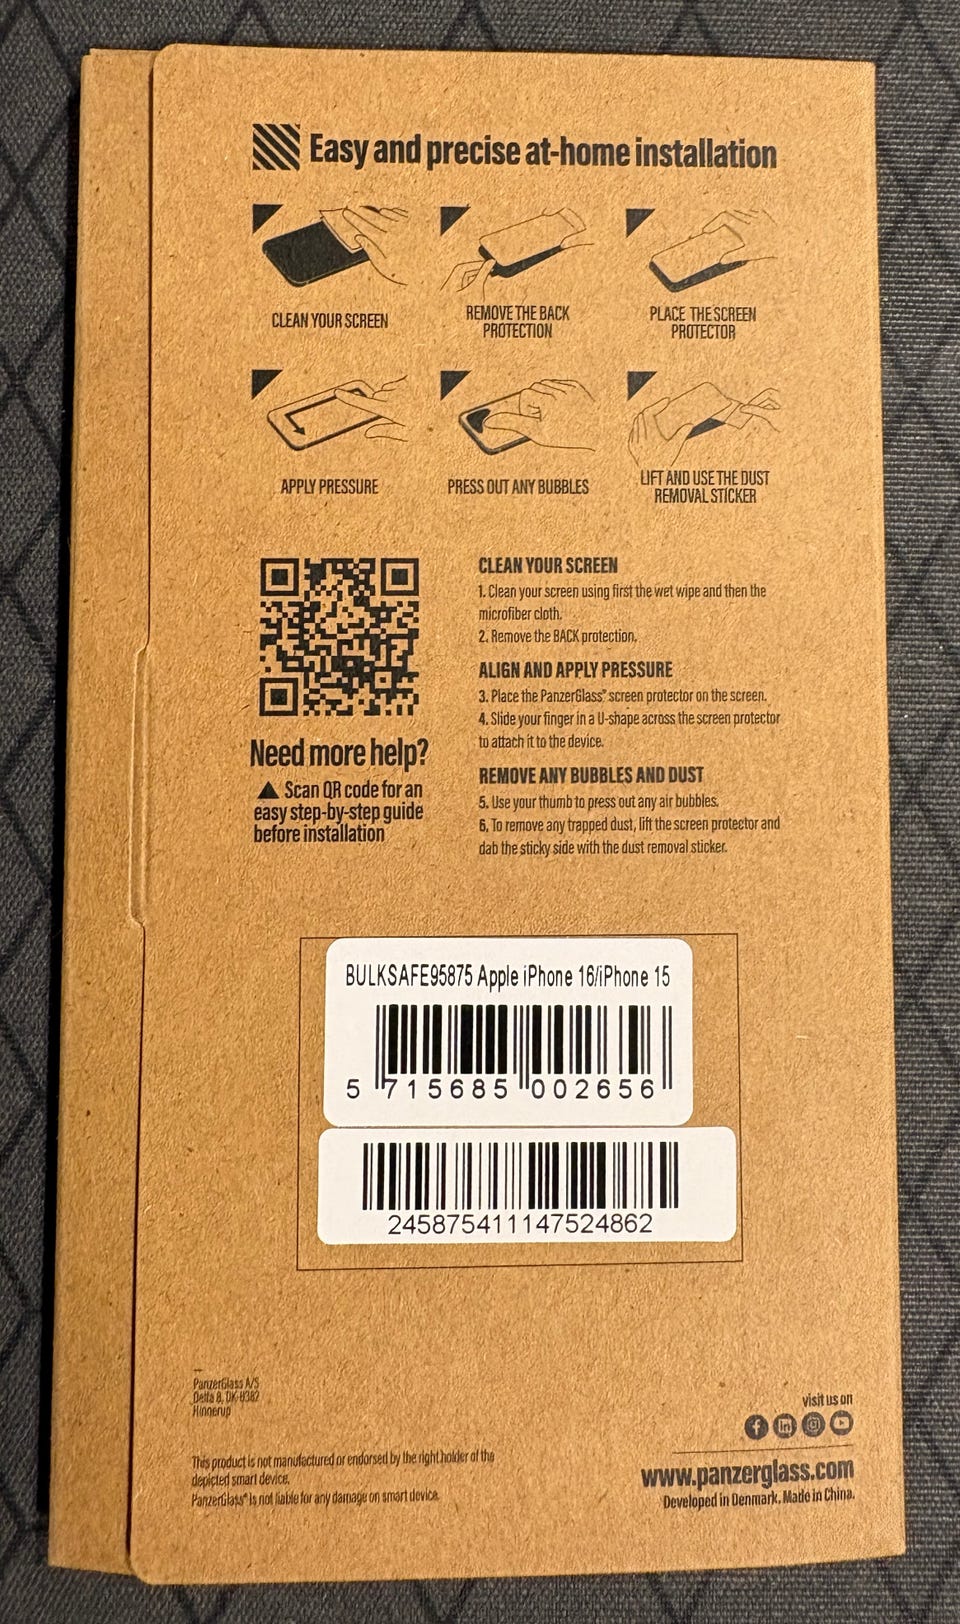 Easy and precise at-home installation
CLEAN YOUR SCREEN
REMOVE THE BACK
PROTECTION
PLACE THE SCREEN
PROTECTOR
APPLY PRESSURE
PRESS OUT ANY BUBBLES
LIFT AND USE THE DUST
REMOVAL STICKER
Need more help?
▲ Scan QR code for an
easy step-by-step guide
before installation
CLEAN YOUR SCREEN
1. Clean your screen using first the wet wipe and then the
microfiber cloth.
2. Remove the BACK protection.
ALIGN AND APPLY PRESSURE
3. Place the PanzerGlass® screen protector on the screen.
4. Slide your finger in a U-shape across the screen protector
to attach it to the device.
REMOVE ANY BUBBLES AND DUST
5. Use your thumb to press out any air bubbles.
6. To remove any trapped dust, lift the screen protector and
dab the sticky side with the dust removal sticker.
BULKSAFE95875 Apple iPhone 16/iPhone 15
5 715685 002656
245875411147524862
PanzerGlass A/S
Delta 8, DK-8382
Hinnerup
This product is not manufactured or endorsed by the right holder of the
depicted smart device.
PanzerGlass® is not liable for any damage on smart device.
visit us on
www.panzerglass.com
Developed in Denmark. Made in China.